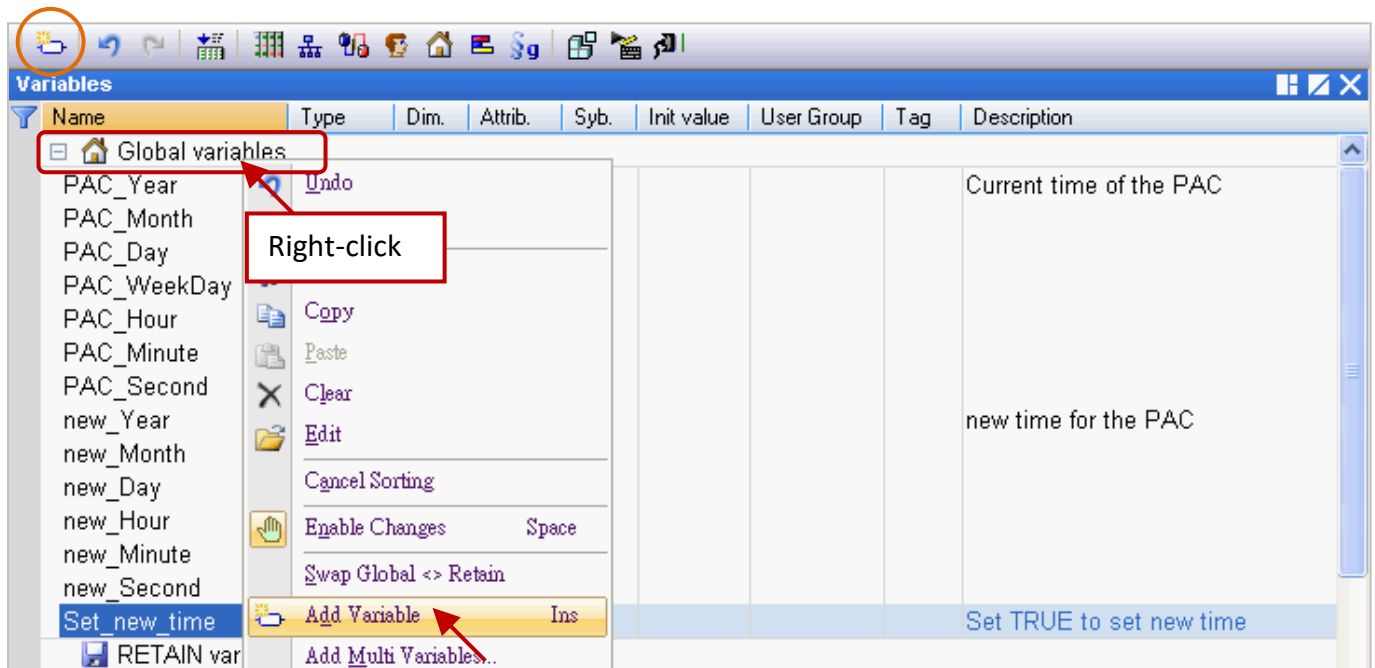 §g
Variables
Name Type Dim. Attrib. Syb. Init value User Group Tag Description
Global variables
PAC_Year Undo Current time of the PAC
PAC_Month
Right-click
PAC_Day
PAC_WeekDay
PAC_Hour Copy
PAC_Minute Paste
PAC_Second Clear
new_Year Edit new time for the PAC
new_Month
new_Day Cancel Sorting
new_Hour Enable Changes Space
new_Minute
new_Second Swap Global <> Retain
Set_new_time Add Variable Ins Set TRUE to set new time
RETAIN var Add Multi Variables...